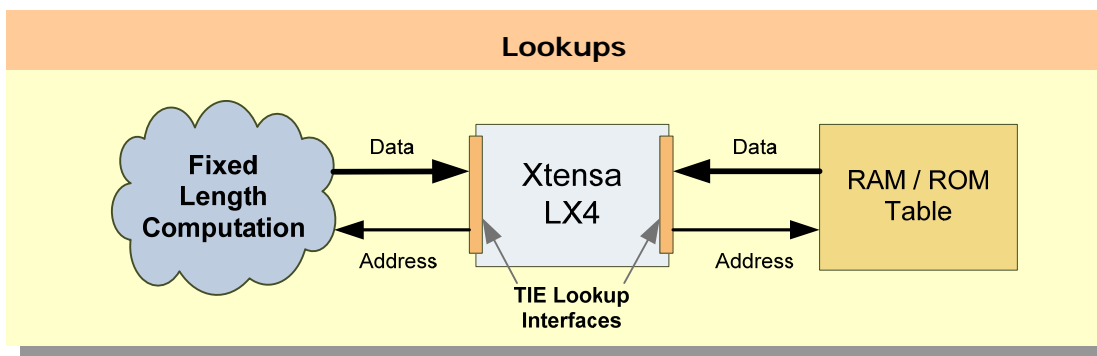 Lookups
Fixed
Length
Computation
Data
Address
Xtensa
LX4
TIE Lookup
Interfaces
Data
Address
RAM / ROM
Table